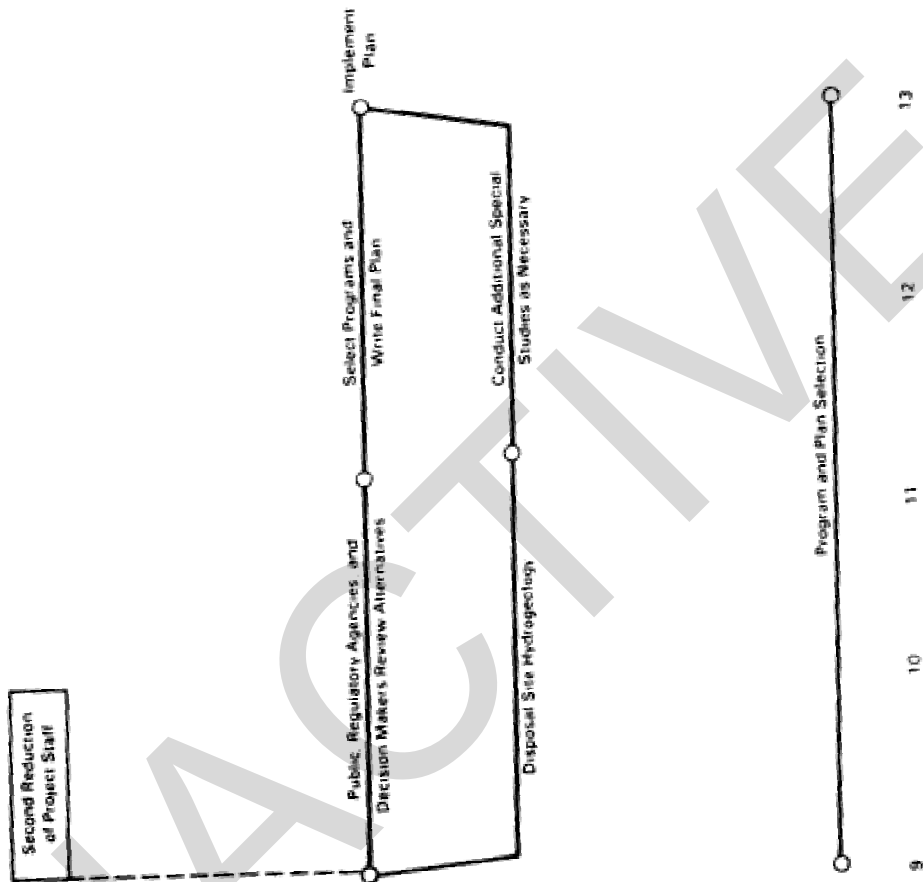 Second Reduction
of Project Staff
Public, Regulatory Agencies and
Decision Makers Review Alternatives
Select Programs and
Write Final Plan
Implement
Plan
Disposal Site Hydrogeology
Conduct Additional Special
Studies as Necessary
Program and Plan Selection
9
10
11
12
13
IACTIVE